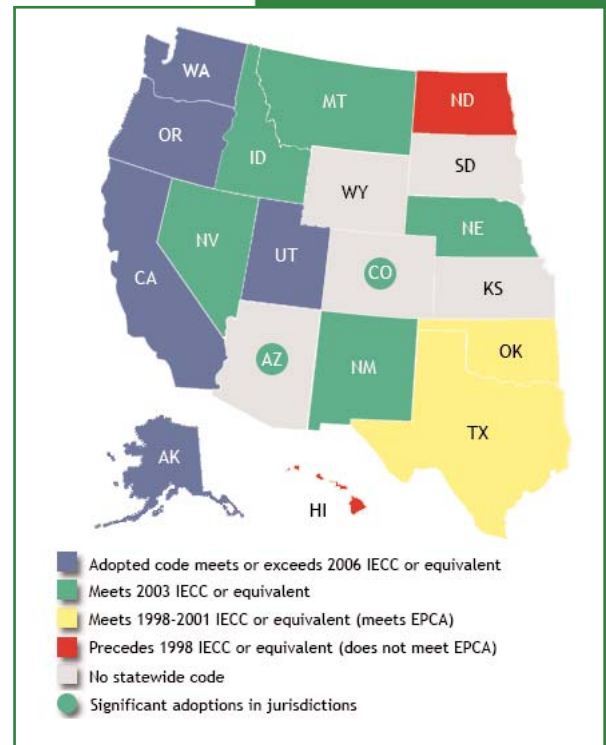 WA
MT
ND
OR
ID
SD
WY
NE
NV
UT
CO
CA
KS
AZ
NM
OK
TX
AK
HI
Adopted code meets or exceeds 2006 IECC or equivalent
Meets 2003 IECC or equivalent
Meets 1998-2001 IECC or equivalent (meets EPCA)
Precedes 1998 IECC or equivalent (does not meet EPCA)
No statewide code
Significant adoptions in jurisdictions